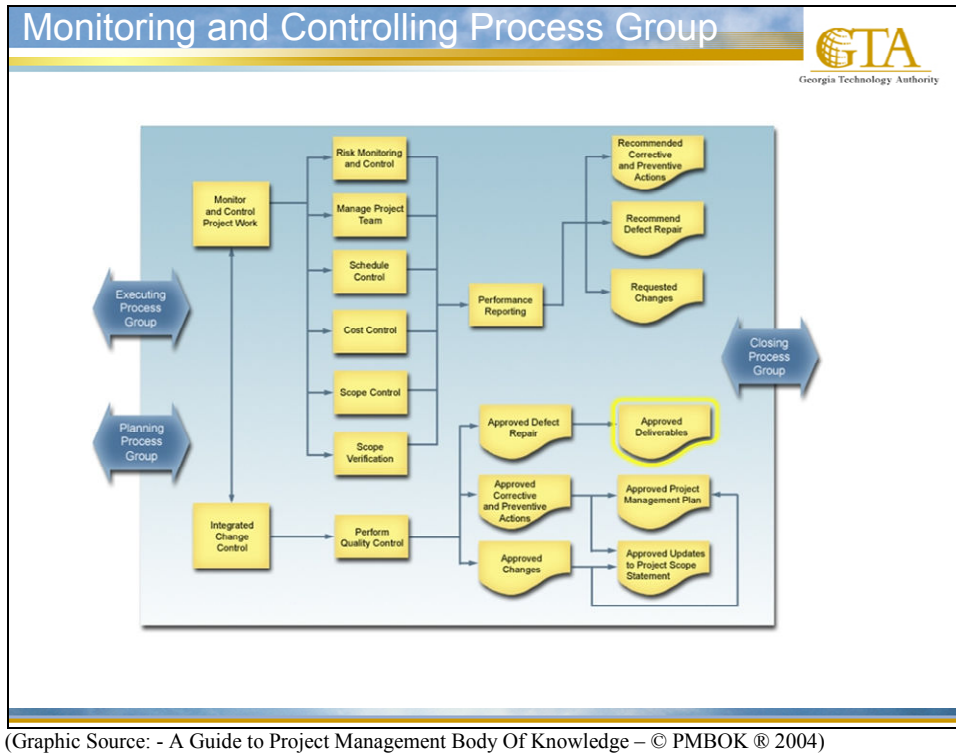 Monitoring and Controlling Process Group
GTA
Georgia Technology Authority
Risk Monitoring
and Control
Recommended
Corrective
and Preventive
Actions
Monitor
and Control
Project Work
Manage Project
Team
Recommend
Defect Repair
Schedule
Control
Executing
Process
Group
Performance
Reporting
Requested
Changes
Cost Control
Closing
Process
Group
Scope Control
Planning
Process
Group
Scope
Verification
Approved Defect
Repair
Approved
Deliverables
Approved
Corrective
and Preventive
Actions
Approved Project
Management Plan
Integrated
Change
Control
Perform
Quality Control
Approved
Changes
Approved Updates
to Project Scope
Statement
(Graphic Source: - A Guide to Project Management Body Of Knowledge – © PMBOK ® 2004)